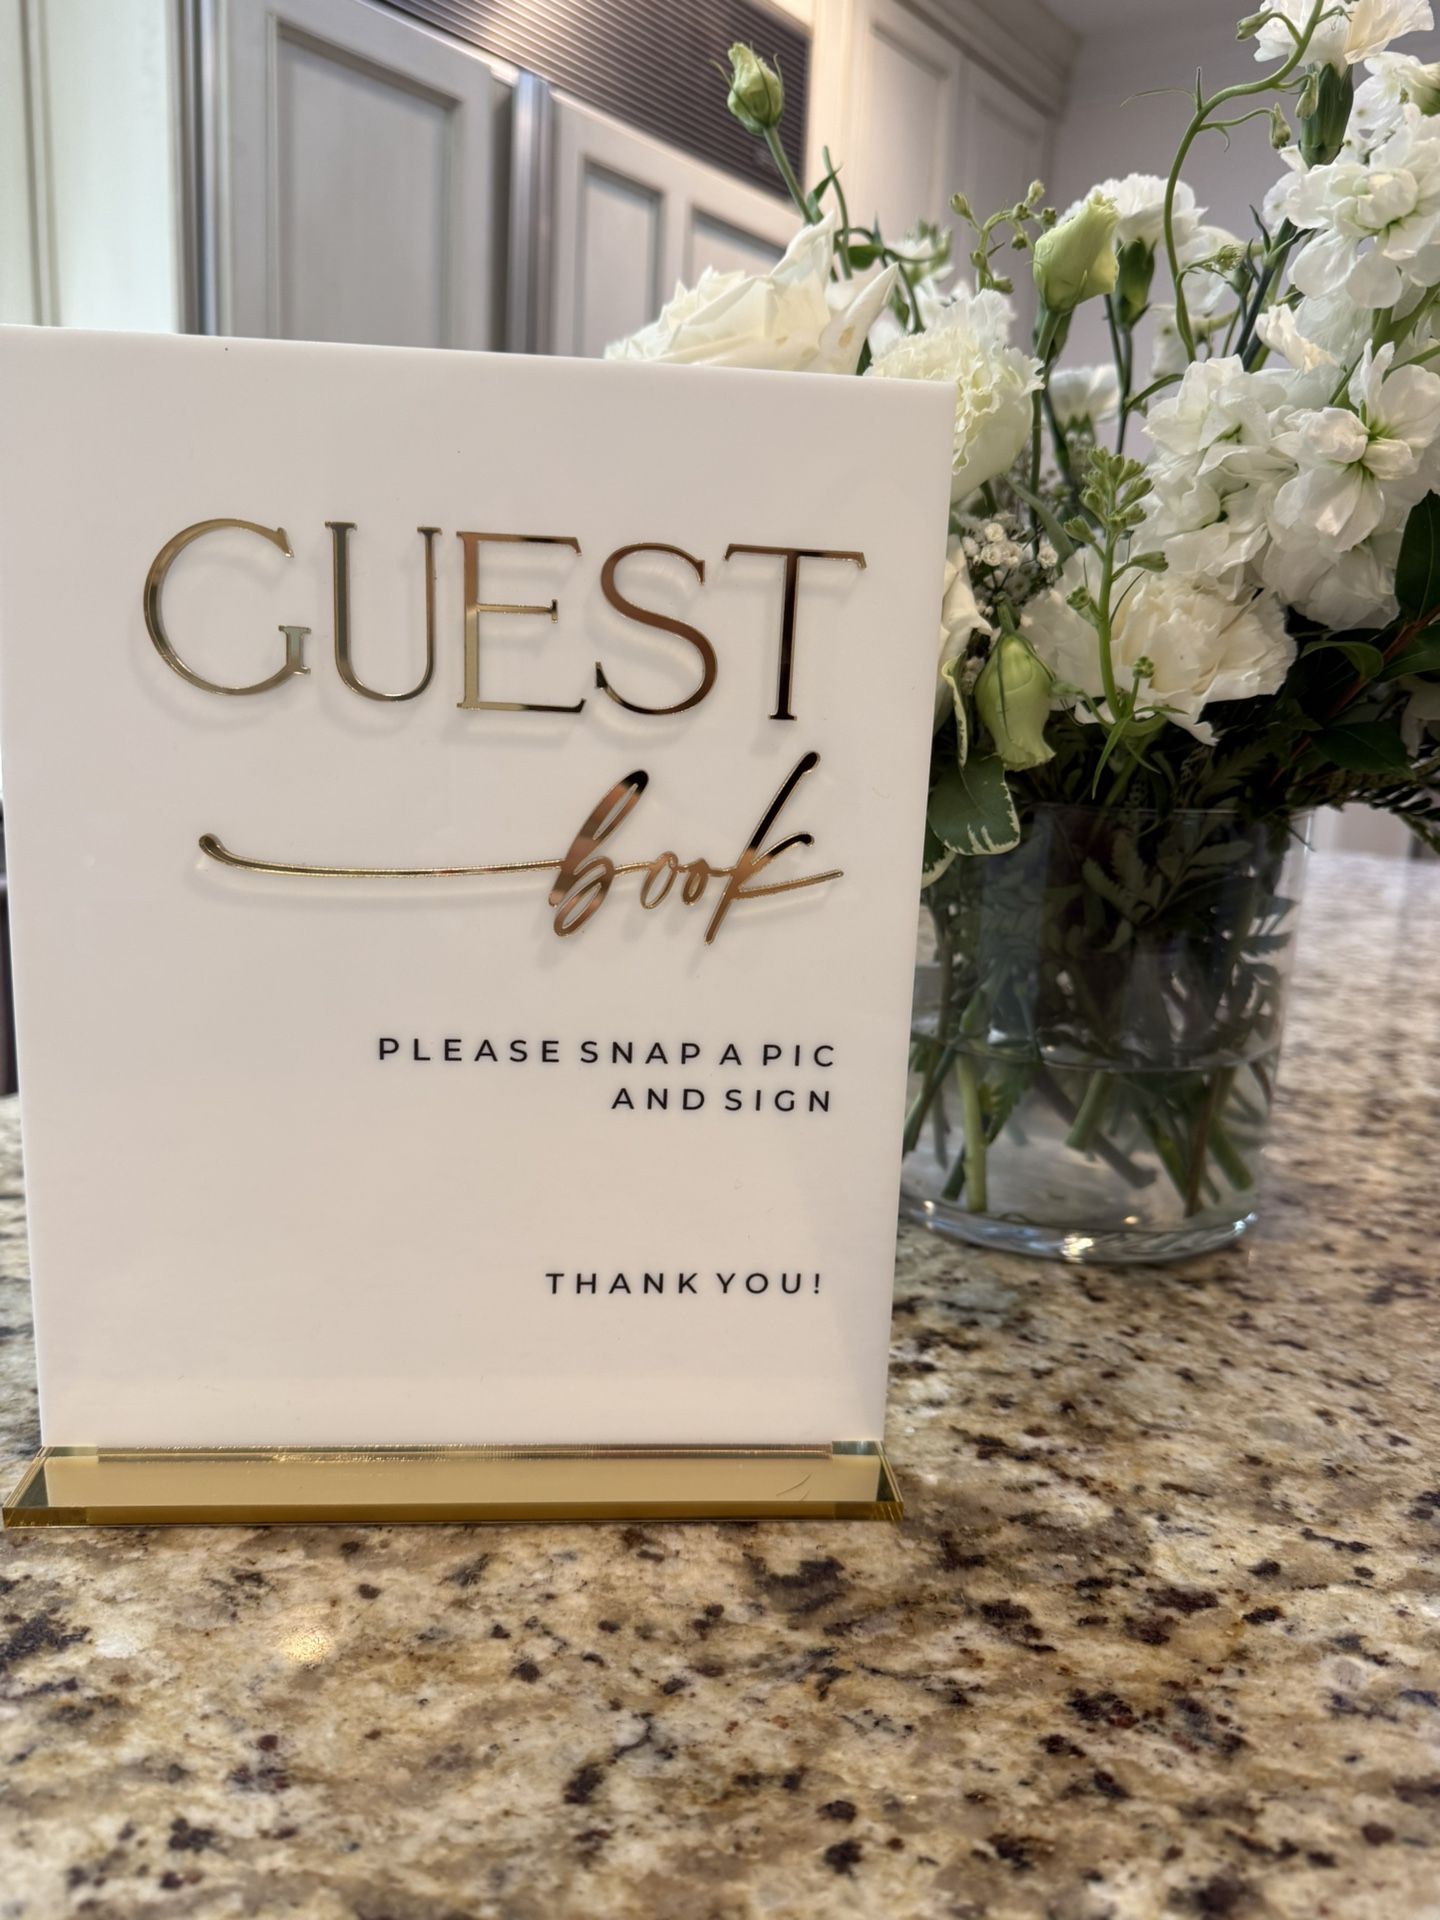 GUEST
book
PLEASE SNAP A PIC
AND SIGN
THANK YOU!